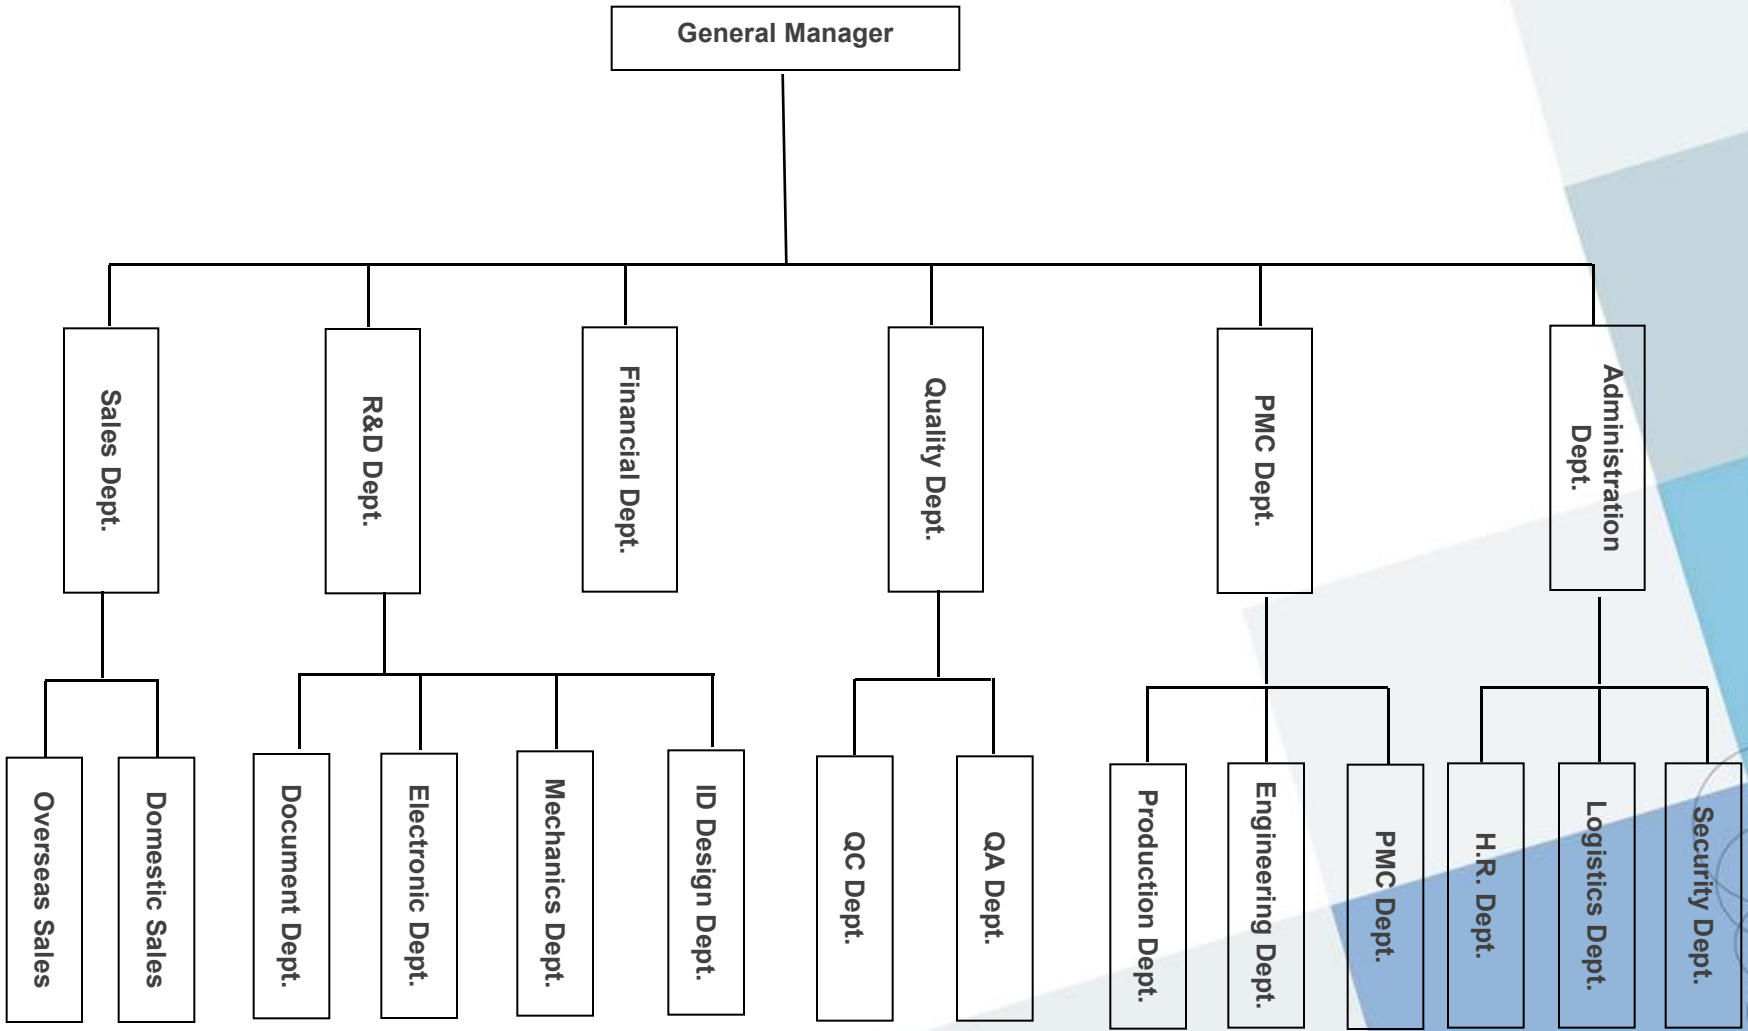 General Manager
Sales Dept.
R&D Dept.
Financial Dept.
Quality Dept.
PMC Dept.
Administration
Dept.
Overseas Sales
Domestic Sales
Document Dept.
Electronic Dept.
Mechanics Dept.
ID Design Dept.
QC Dept.
QA Dept.
Production Dept.
Engineering Dept.
PMC Dept.
H.R. Dept.
Logistics Dept.
Security Dept.